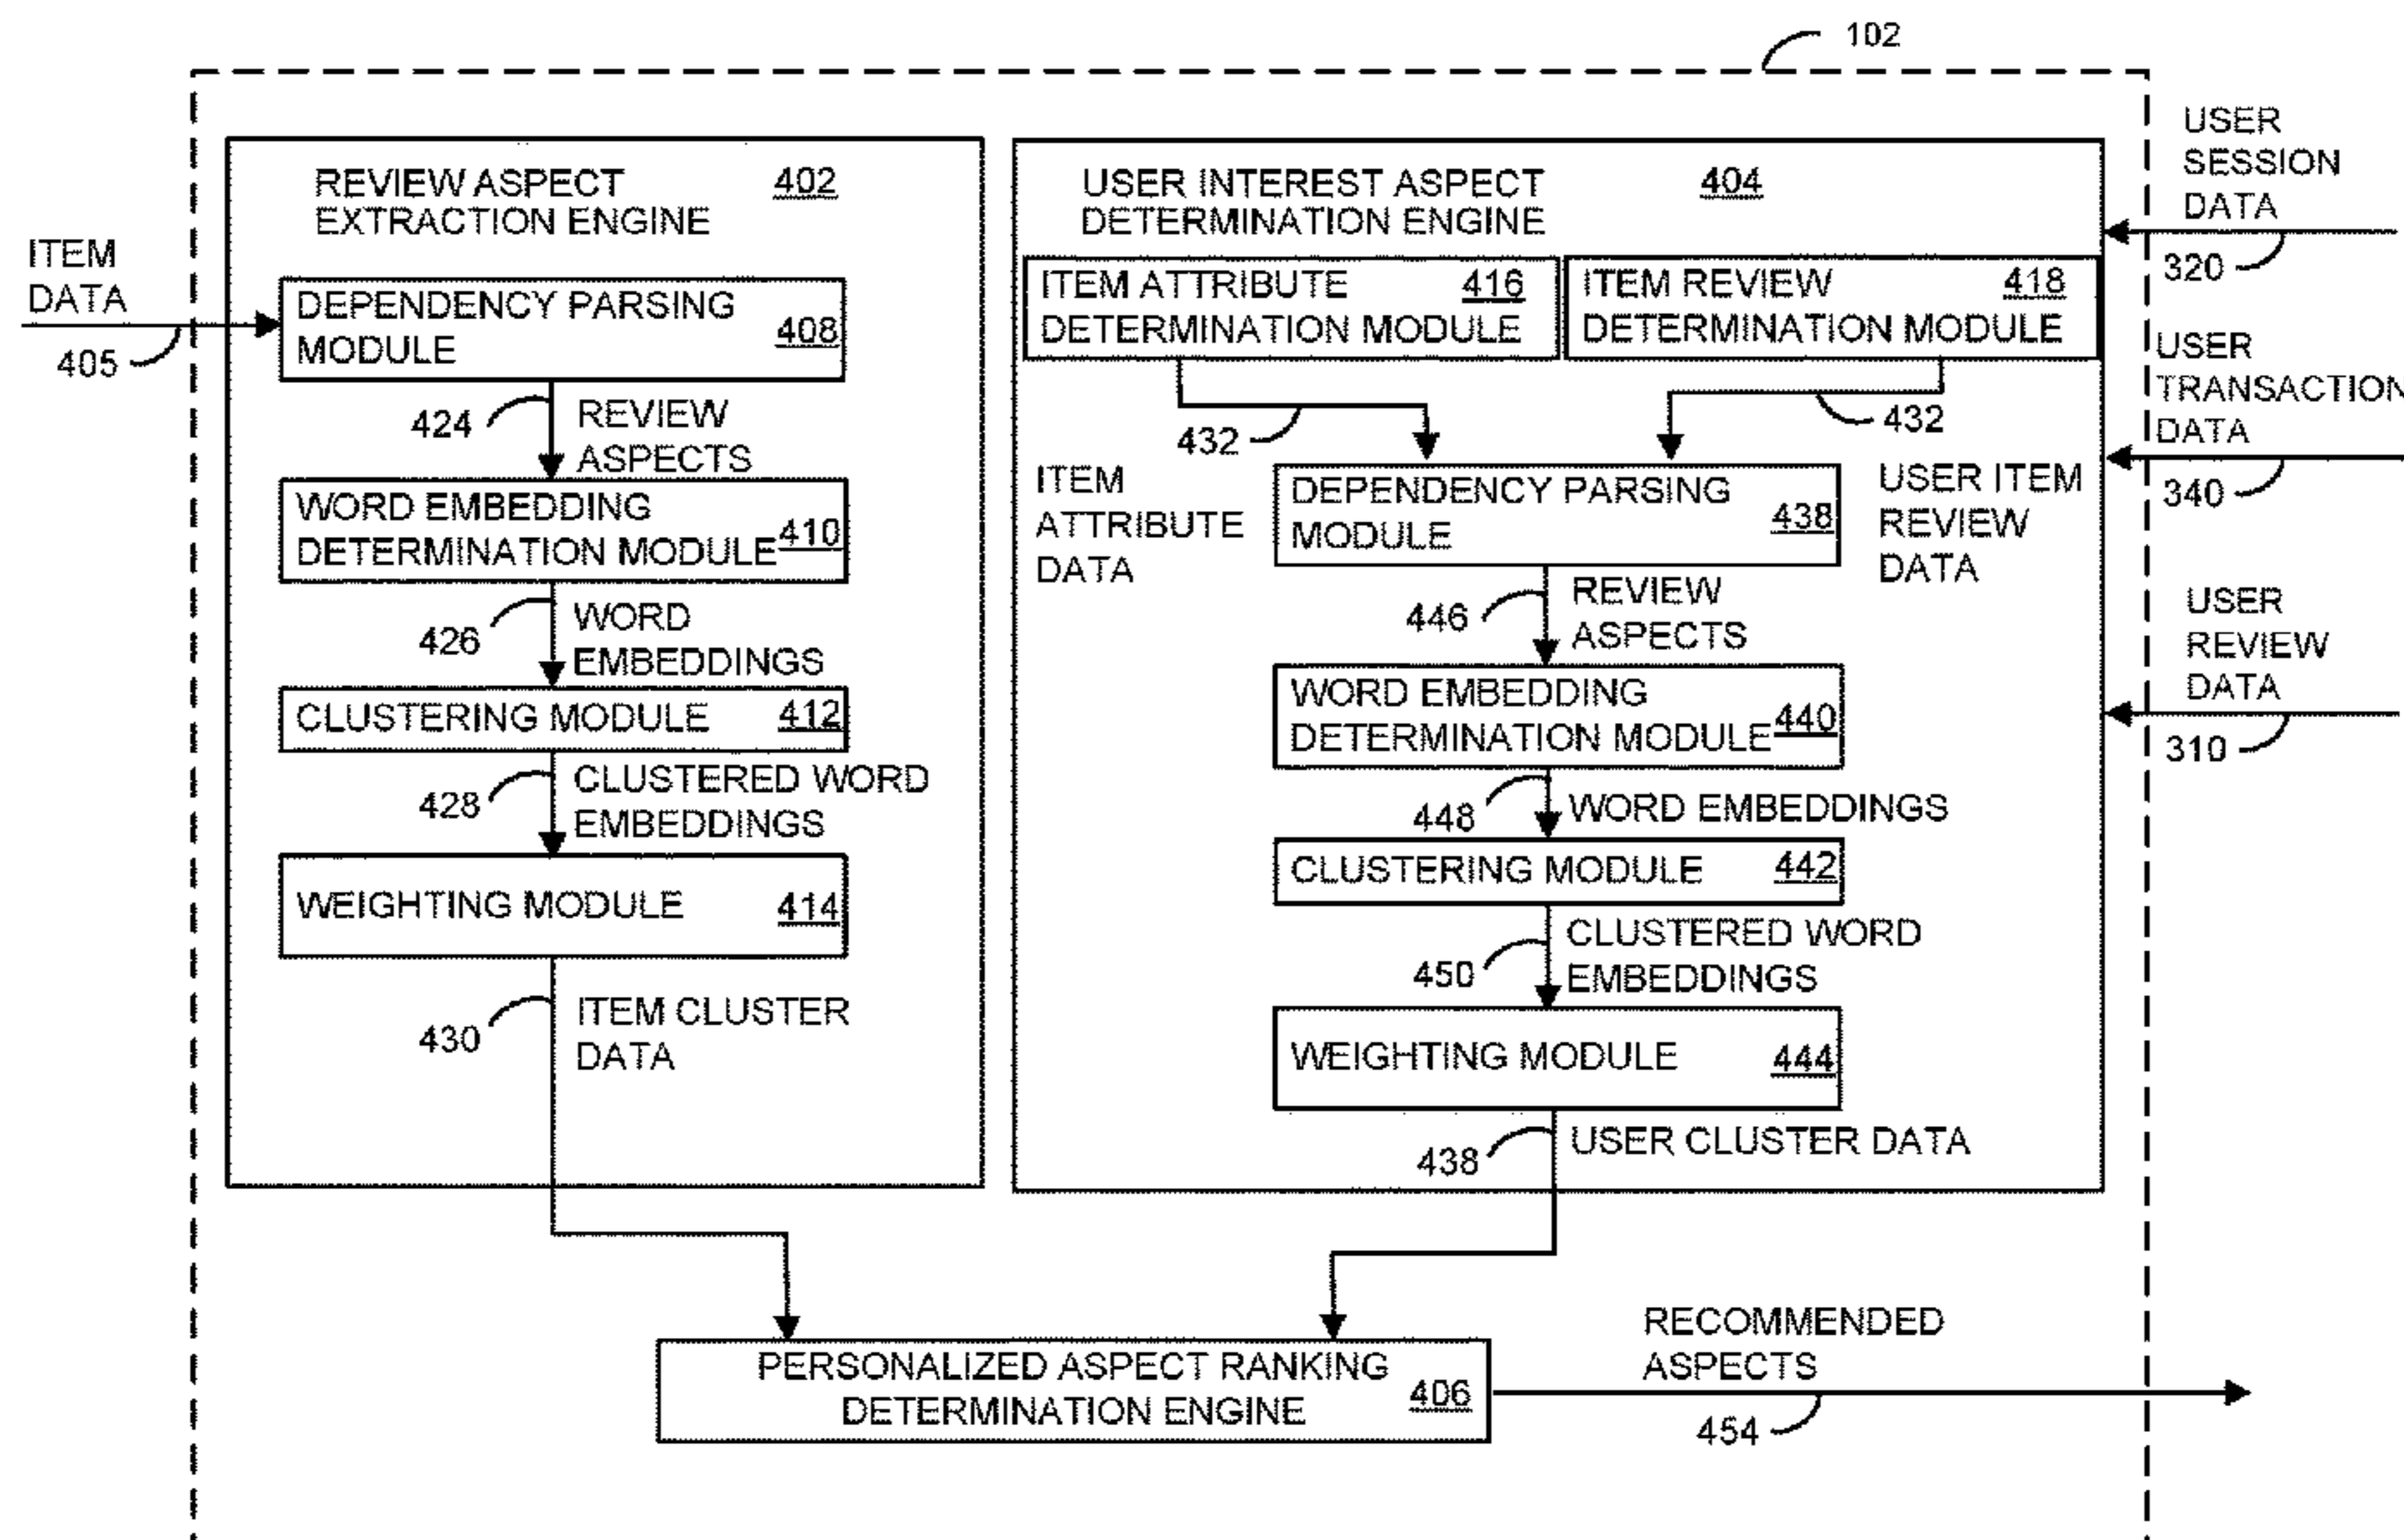 102
REVIEW ASPECT
EXTRACTION ENGINE
402
ITEM
DATA
405
DEPENDENCY PARSING
MODULE
408
424
REVIEW
ASPECTS
WORD EMBEDDING
DETERMINATION MODULE
410
426
WORD
EMBEDDINGS
CLUSTERING MODULE
412
428
CLUSTERED WORD
EMBEDDINGS
WEIGHTING MODULE
414
430
ITEM CLUSTER
DATA
USER INTEREST ASPECT
DETERMINATION ENGINE
404
ITEM ATTRIBUTE
DETERMINATION MODULE
416
ITEM REVIEW
DETERMINATION MODULE
418
432
432
ITEM
ATTRIBUTE
DATA
DEPENDENCY PARSING
MODULE
438
USER ITEM
REVIEW
DATA
446
REVIEW
ASPECTS
WORD EMBEDDING
DETERMINATION MODULE
440
448
WORD EMBEDDINGS
CLUSTERING MODULE
442
450
CLUSTERED WORD
EMBEDDINGS
WEIGHTING MODULE
444
438
USER CLUSTER DATA
USER
SESSION
DATA
320
USER
TRANSACTION
DATA
340
USER
REVIEW
DATA
310
PERSONALIZED ASPECT RANKING
DETERMINATION ENGINE
406
RECOMMENDED
ASPECTS
454